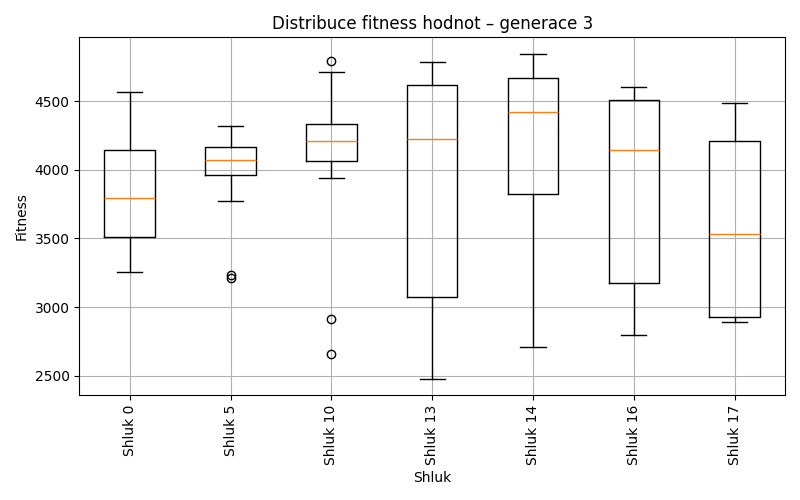 Distribuce fitness hodnot – generace 3
Fitness
4500
4000
3500
3000
2500
Shluk 0
Shluk 5
Shluk 10
Shluk 13
Shluk 14
Shluk 16
Shluk 17
Shluk